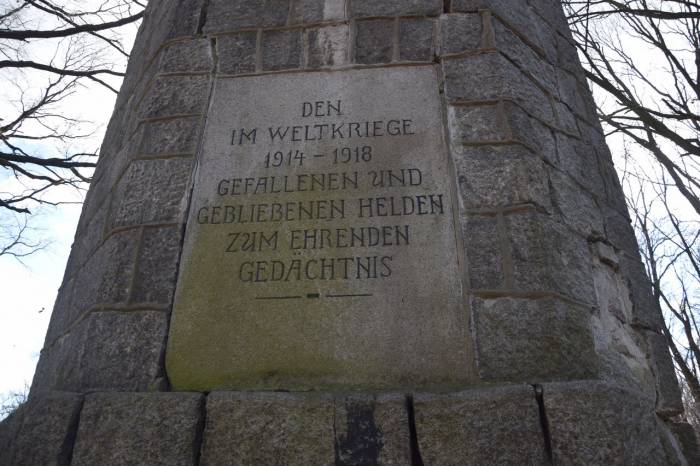 DEN
IM WELTKRIEGE
1914 – 1918
GEFALLENEN UND
GEBLIEBENEN HELDEN
ZUM EHRENDEN
GEDÄCHTNIS